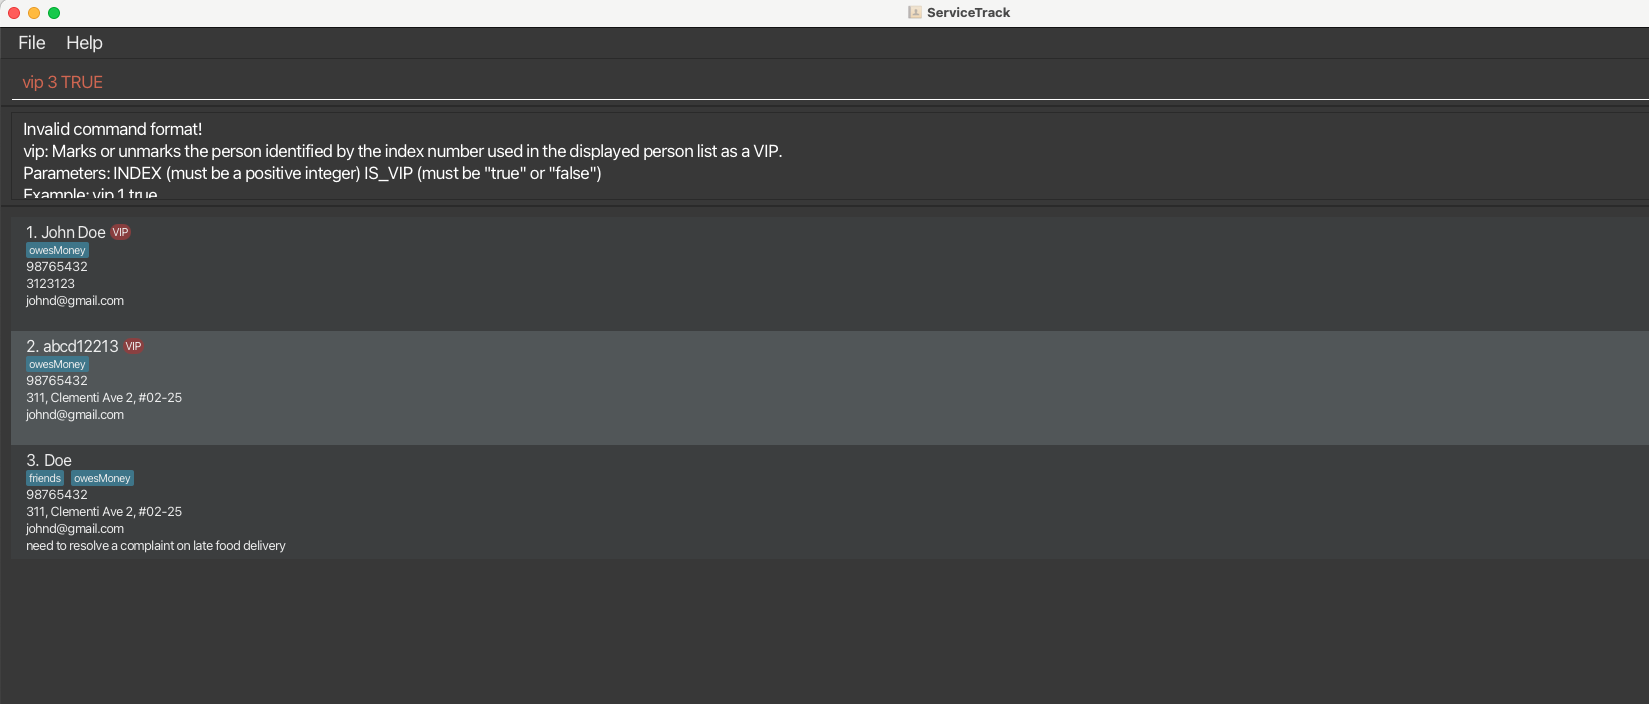 ServiceTrack
File Help
vip 3 TRUE
Invalid command format!
vip: Marks or unmarks the person identified by the index number used in the displayed person list as a VIP.
Parameters: INDEX (must be a positive integer) IS_VIP (must be "true" or "false")
Example: vip 1 true
1. John Doe VIP
owesMoney
98765432
3123123
johnd@gmail.com
2. abcd12213 VIP
owesMoney
98765432
311, Clementi Ave 2, #02-25
johnd@gmail.com
3. Doe
friends owesMoney
98765432
311, Clementi Ave 2, #02-25
johnd@gmail.com
need to resolve a complaint on late food delivery